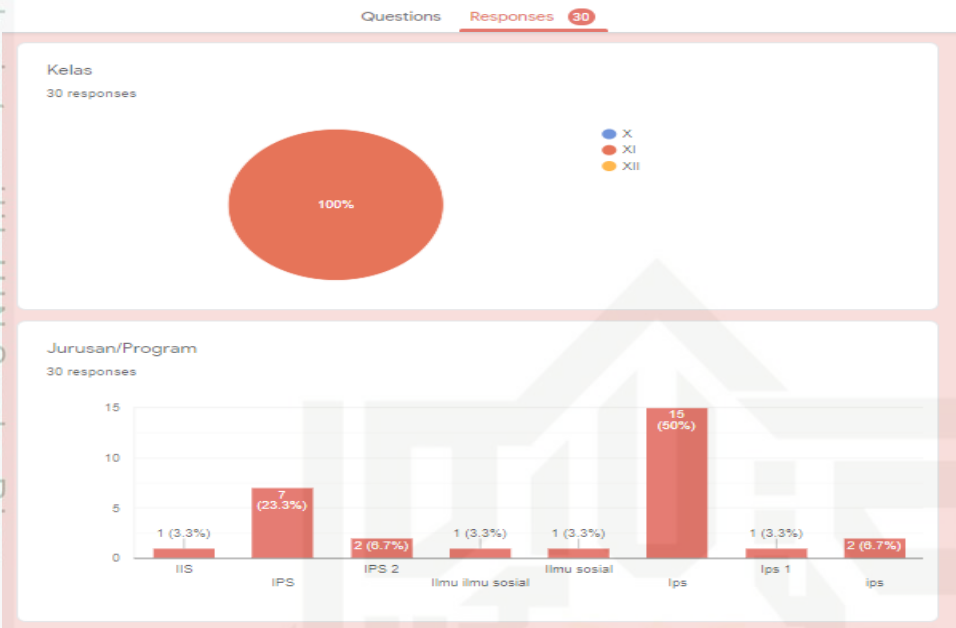 Questions Responses 30
Kelas
30 responses
100%
X
XI
XII
Jurusan/Program
30 responses
15
10
5
0
1 (3.3%)
7
(23.3%)
2 (6.7%)
1 (3.3%)
1 (3.3%)
15
(50%)
1 (3.3%)
2 (6.7%)
IIS
IPS
IPS 2
Ilmu ilmu sosial
Ilmu sosial
Ips
Ips 1
ips